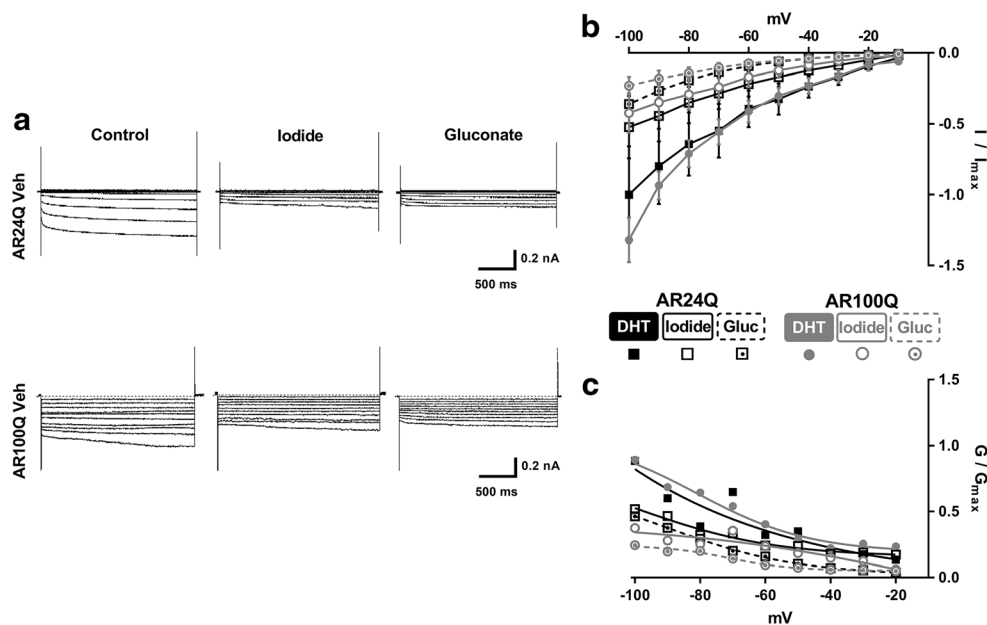 a
Control Iodide Gluconate
AR24Q Veh
0.2 nA
500 ms
AR100Q Veh
0.2 nA
500 ms
b
mV
-100 -80 -60 -40 -20
0.0
-0.5
-1.0
-1.5
I / Imax
AR24Q AR100Q
DHT Iodide Gluc DHT Iodide Gluc
c
1.5
1.0
0.5
0.0
G / Gmax
-100 -80 -60 -40 -20
mV